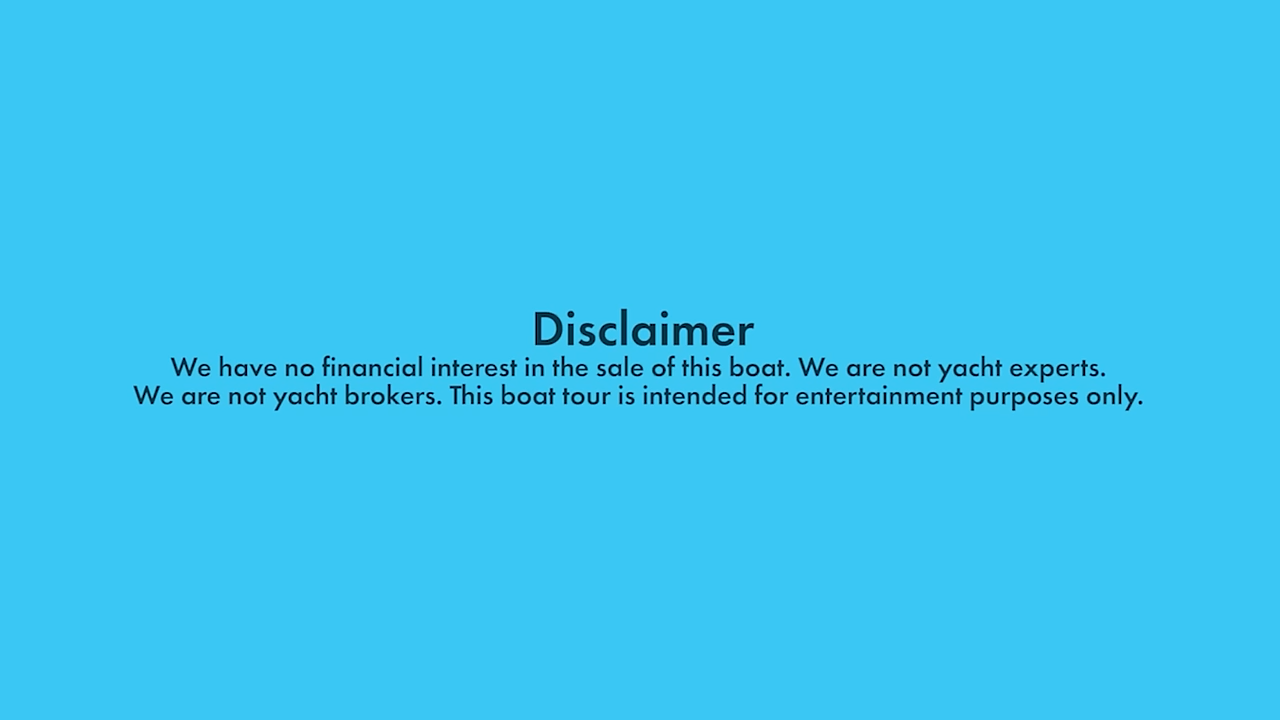 Disclaimer
We have no financial interest in the sale of this boat. We are not yacht experts.
We are not yacht brokers. This boat tour is intended for entertainment purposes only.